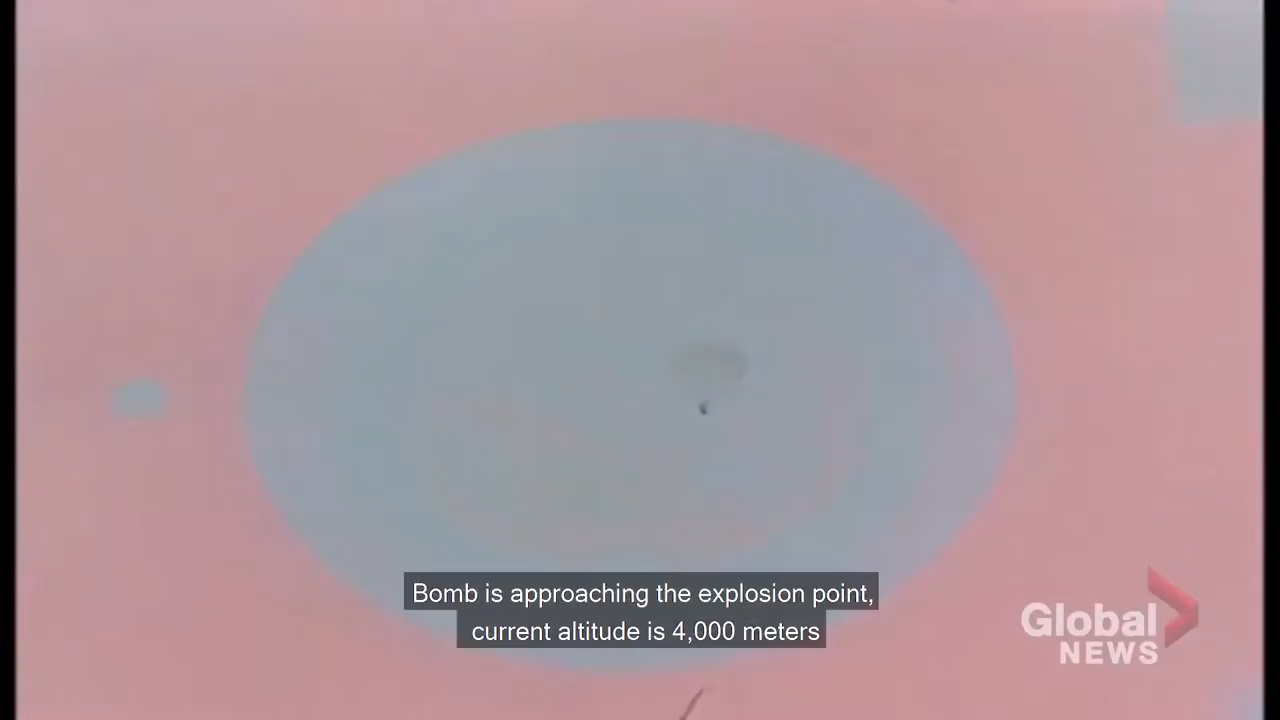 Bomb is approaching the explosion point,
current altitude is 4,000 meters
Global
NEWS